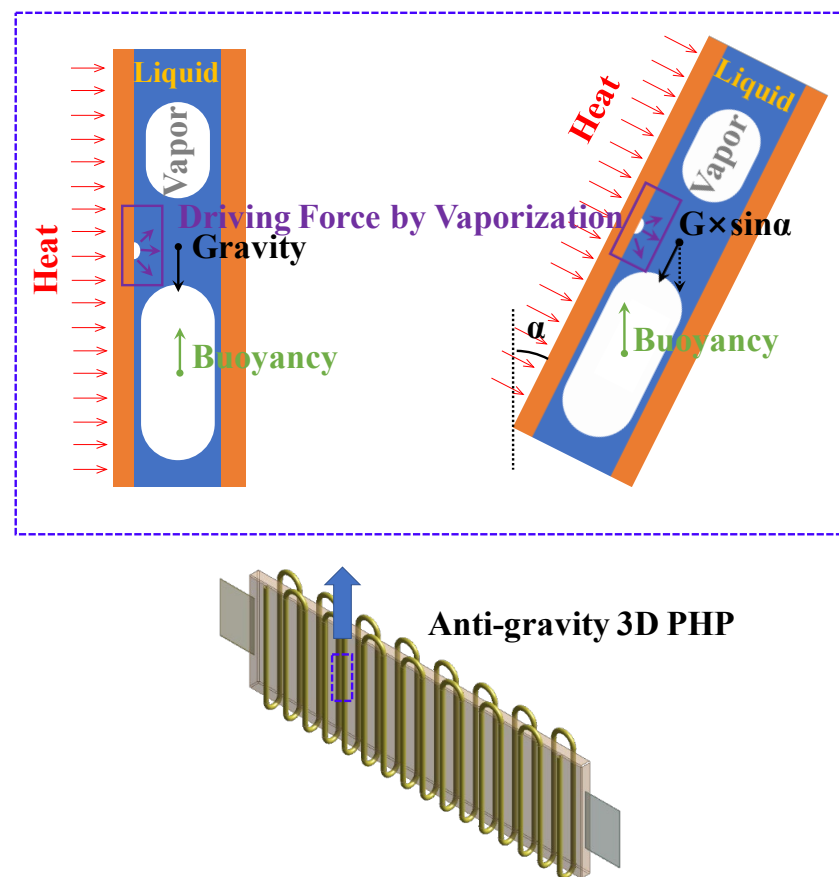 Liquid
Vapor
Heat
Driving Force by Vaporization
Gravity
Buoyancy
Liquid
Vapor
Heat
G×sinα
α
Buoyancy
Anti-gravity 3D PHP